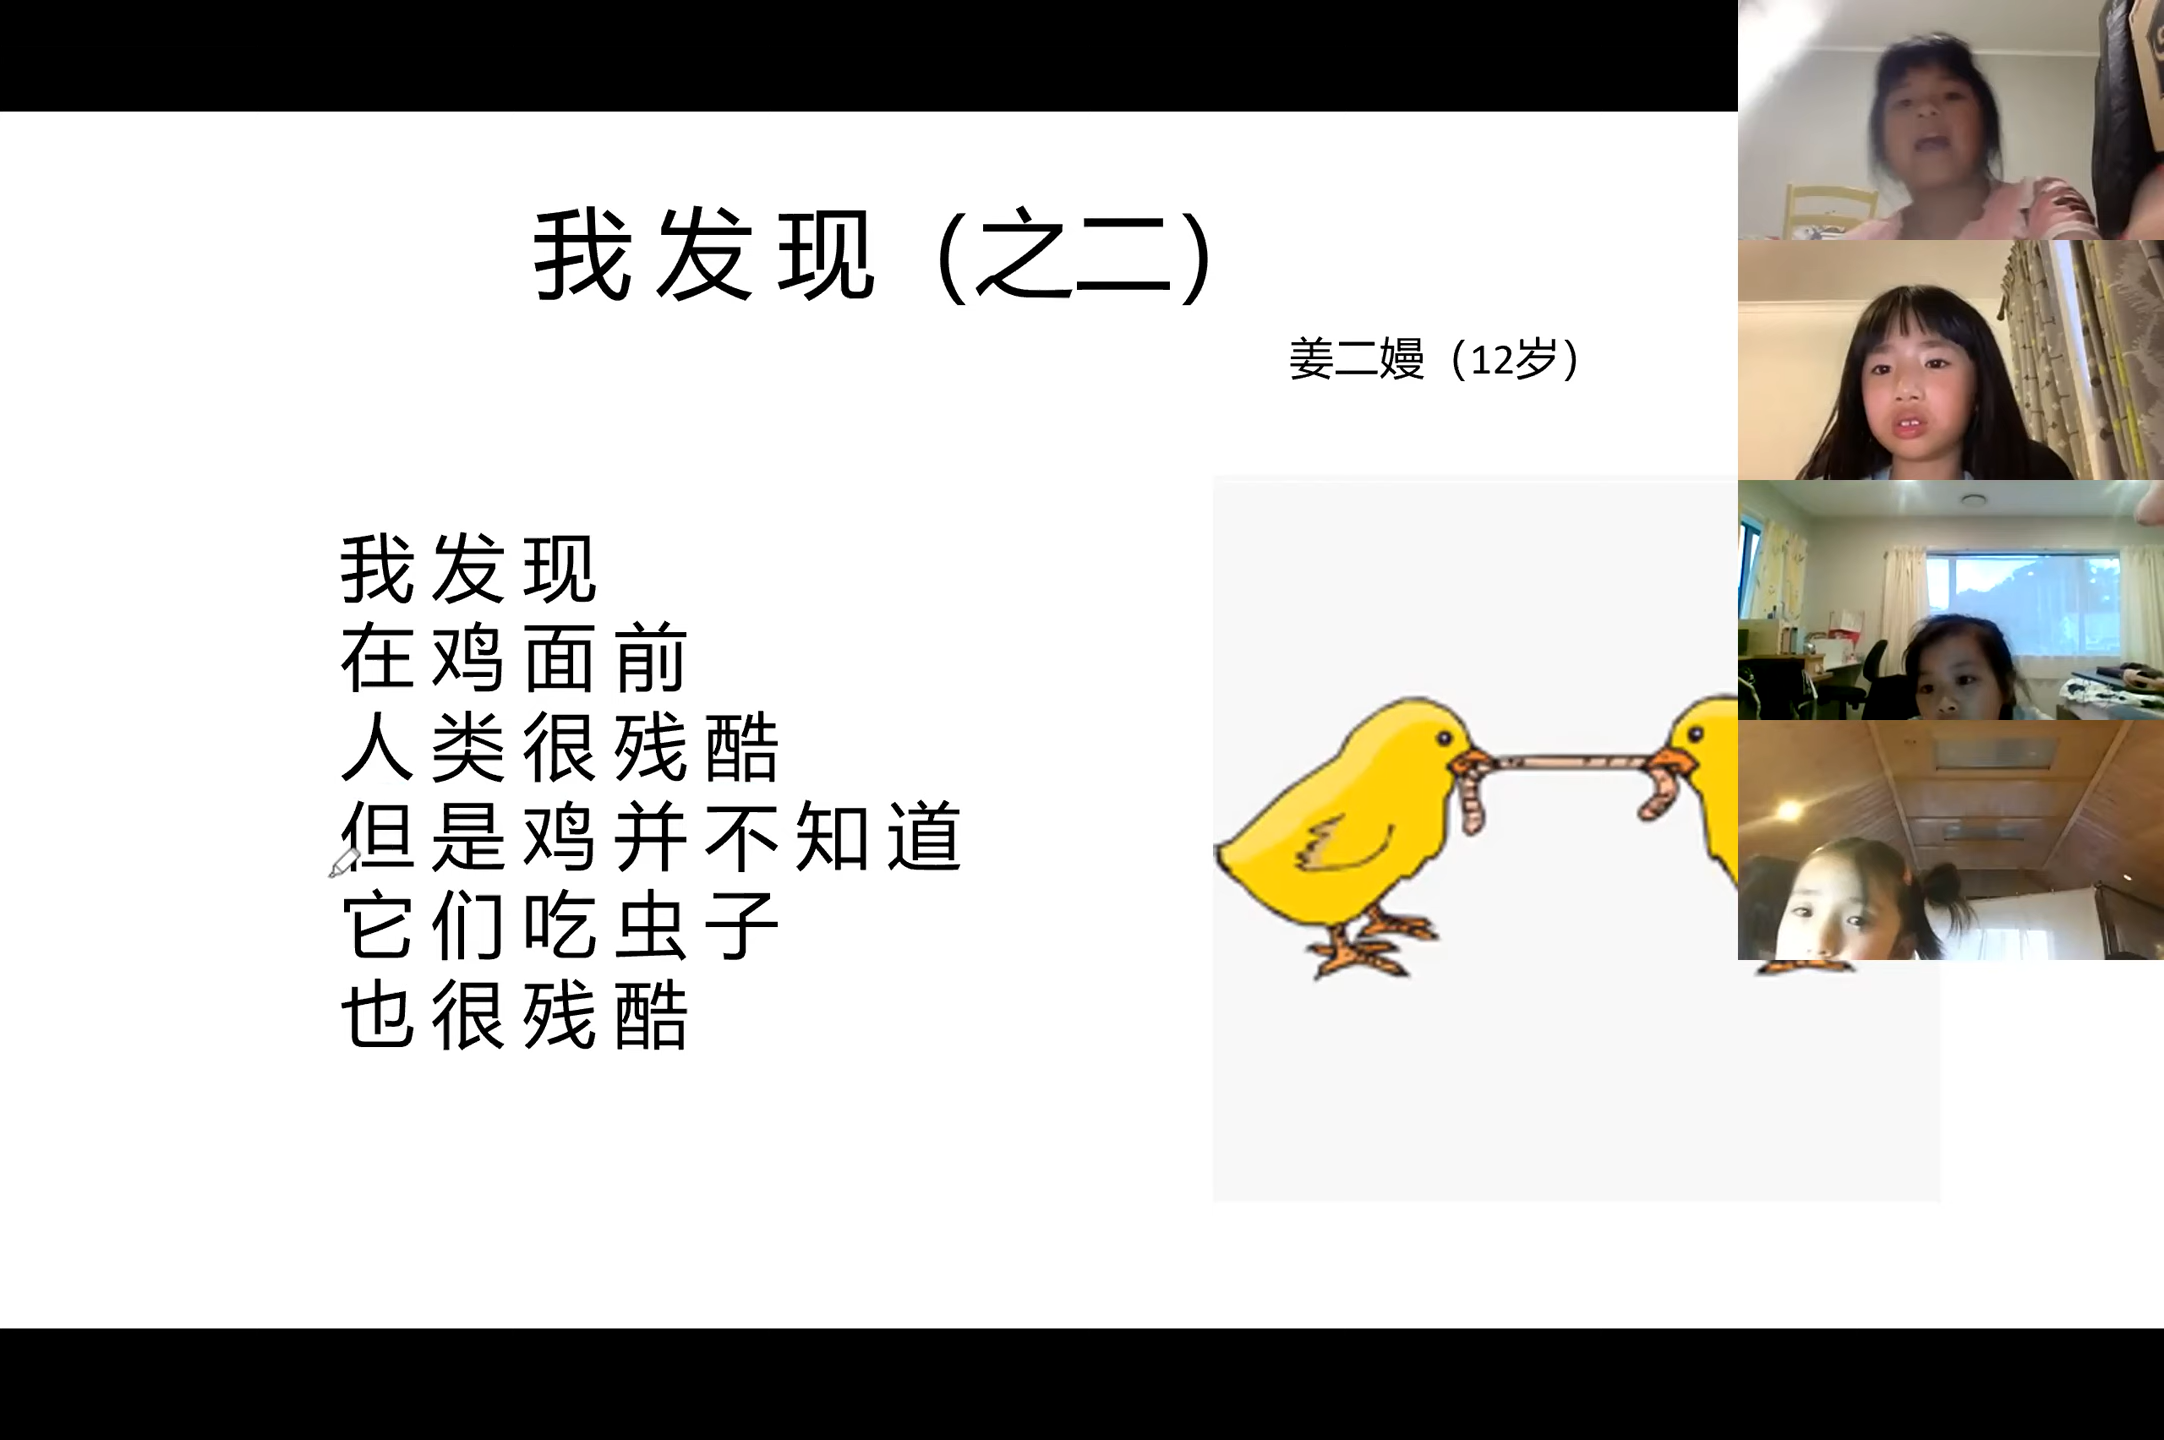 我发现（之二）
姜二嫚（12岁）
我发现
在鸡面前
人类很残酷
但是鸡并不知道
它们吃虫子
也很残酷